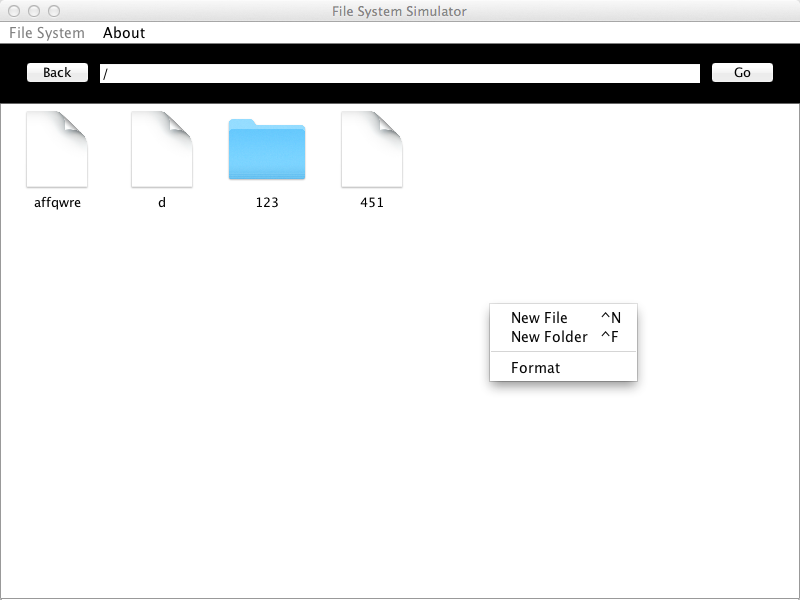 File System Simulator
File System About
Back / Go
affqwre d 123 451
New File ^N
New Folder ^F
Format